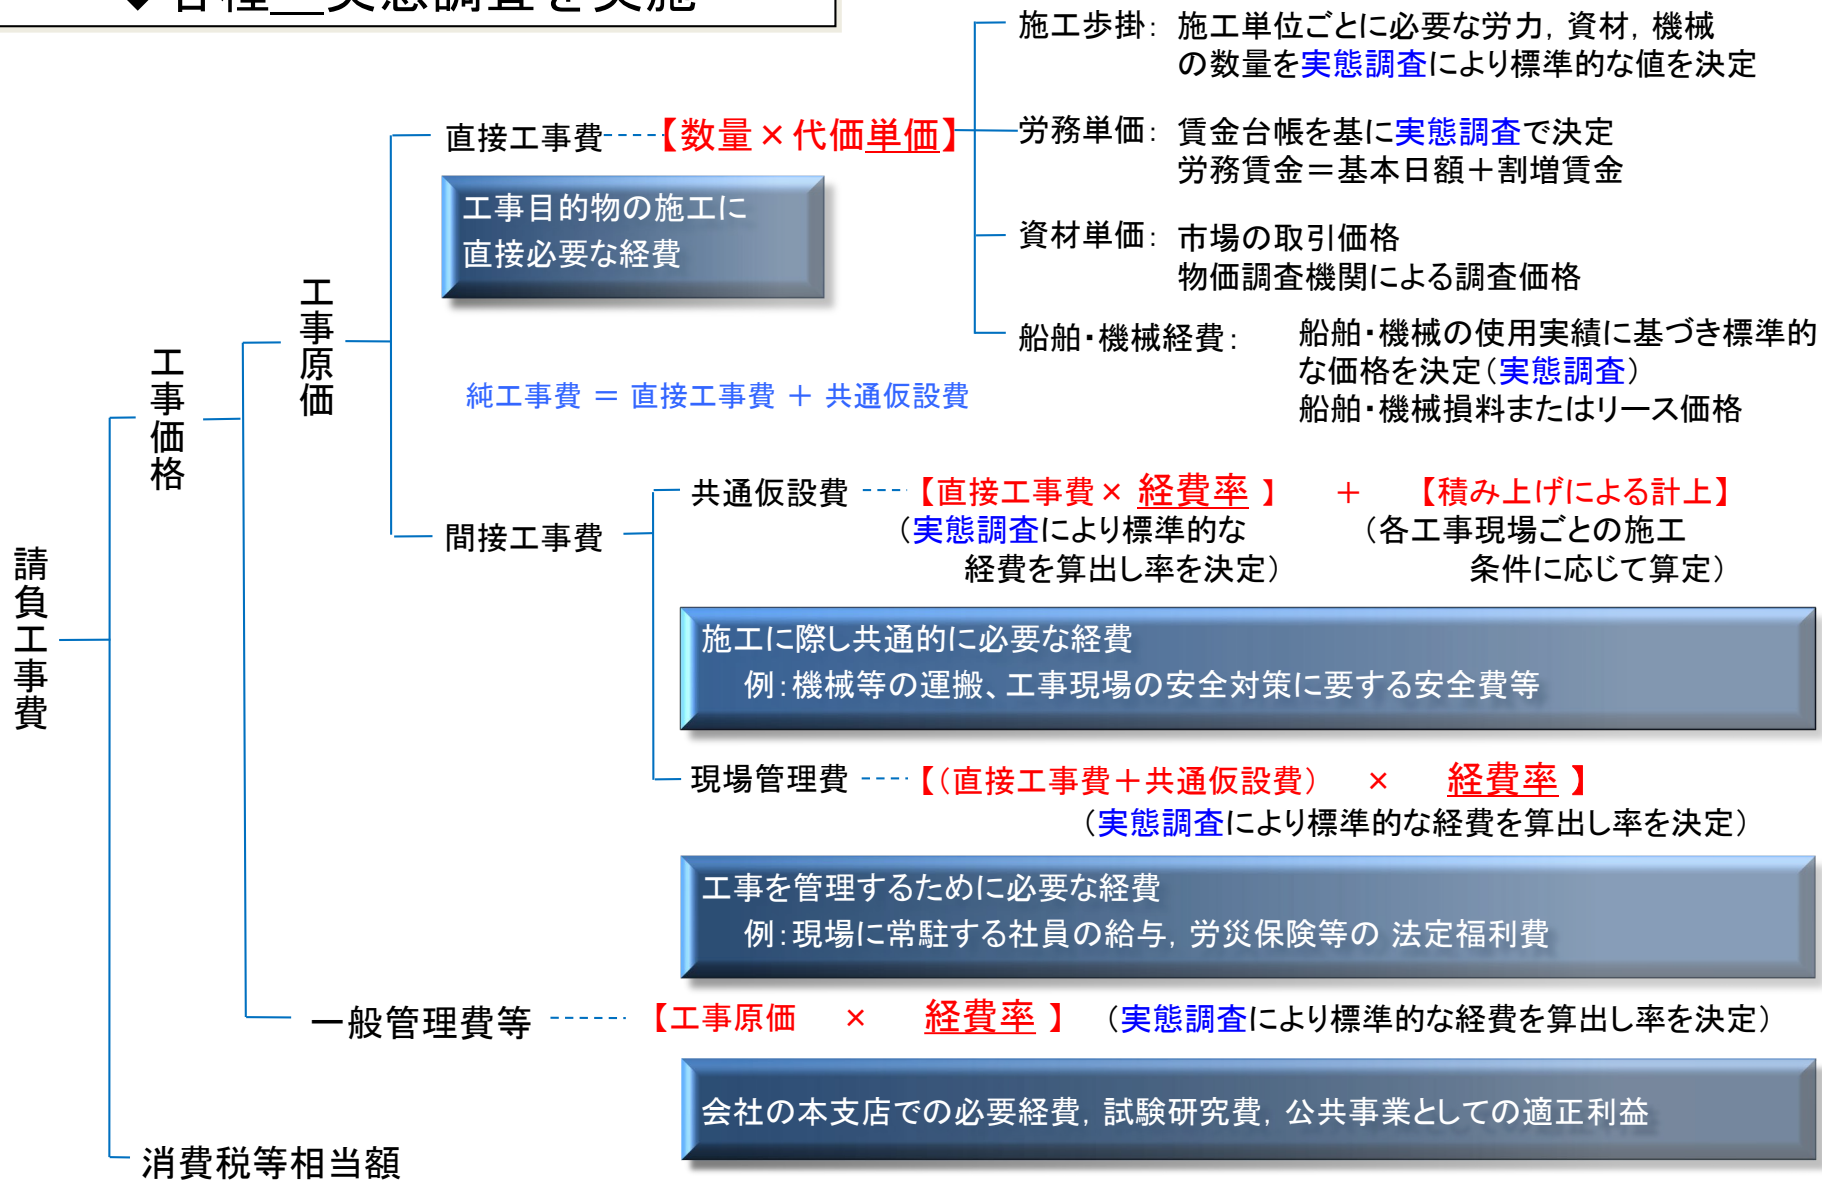 ◆各種 実態調査を実施
施工歩掛： 施工単位ごとに必要な労力, 資材, 機械
の数量を実態調査により標準的な値を決定
直接工事費 【数量×代価単価】
労務単価： 賃金台帳を基に実態調査で決定
労務賃金＝基本日額＋割増賃金
工事目的物の施工に
直接必要な経費
資材単価： 市場の取引価格
物価調査機関による調査価格
船舶・機械経費： 船舶・機械の使用実績に基づき標準的
な価格を決定（実態調査）
船舶・機械損料またはリース価格
工事原価
工事価格
純工事費 ＝ 直接工事費 ＋ 共通仮設費
請負工事費
間接工事費
共通仮設費 【直接工事費× 経費率 】 ＋ 【積み上げによる計上】
（実態調査により標準的な
経費を算出し率を決定）
（各工事現場ごとの施工
条件に応じて算定）
施工に際し共通的に必要な経費
例：機械等の運搬、工事現場の安全対策に要する安全費等
現場管理費 【（直接工事費＋共通仮設費） × 経費率 】
（実態調査により標準的な経費を算出し率を決定）
工事を管理するために必要な経費
例：現場に常駐する社員の給与, 労災保険等の 法定福利費
一般管理費等 【工事原価 × 経費率 】 （実態調査により標準的な経費を算出し率を決定）
会社の本支店での必要経費, 試験研究費, 公共事業としての適正利益
消費税等相当額